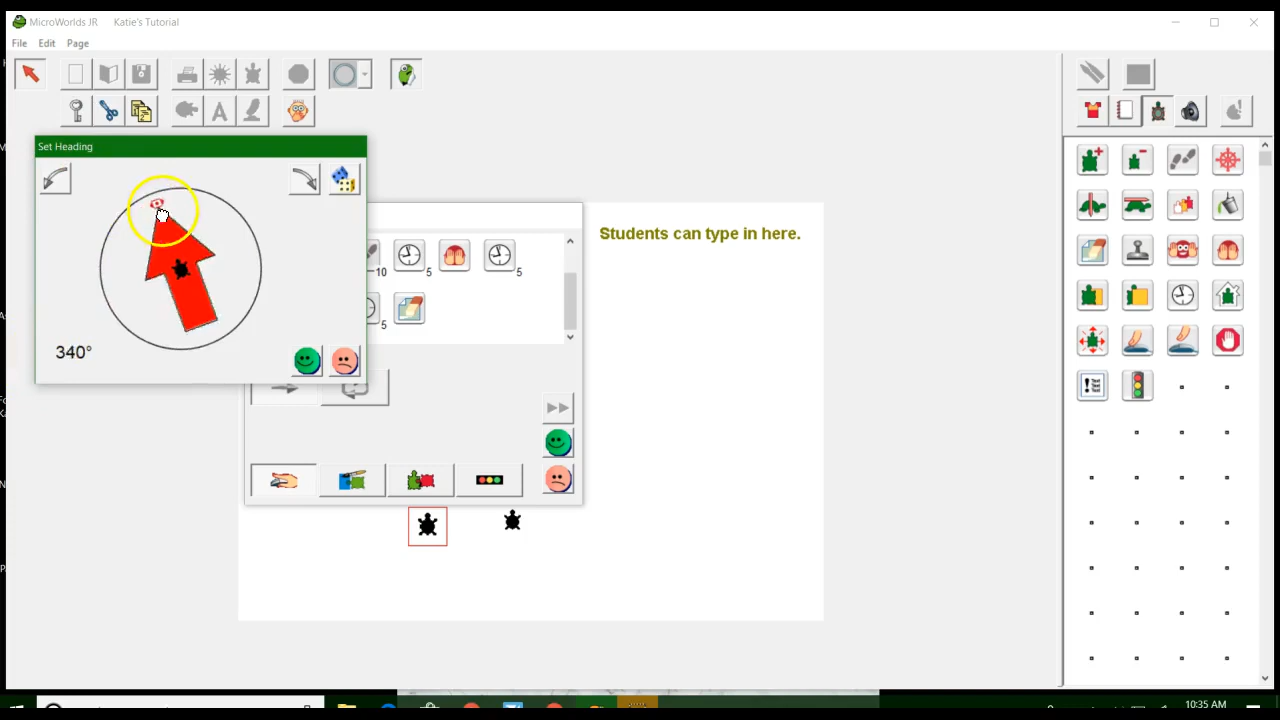 MicroWorlds JR Katie's Tutorial
File Edit Page
Set Heading
Students can type in here.
10 5 5
5
340°
10:35 AM